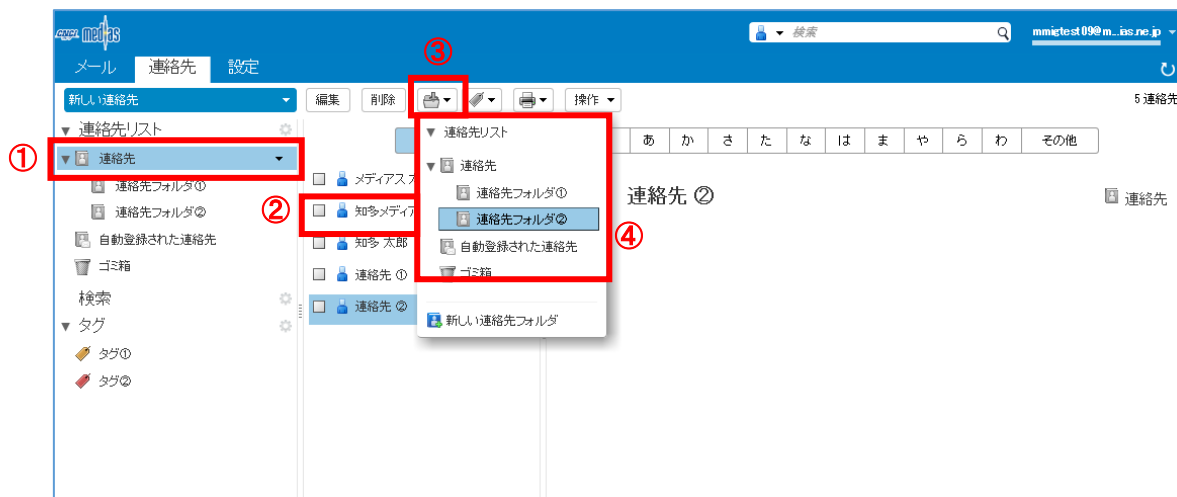 CNCI medias
検索
mmigtest09@m...ias.ne.jp
メール 連絡先 設定
③
新しい連絡先
編集 削除 操作
5 連絡先
①
連絡先リスト
連絡先
連絡先フォルダ①
連絡先フォルダ②
自動登録された連絡先
ゴミ箱
検索
タグ
タグ①
タグ②
②
メディアス
知多メディア
知多 太郎
連絡先 ①
連絡先 ②
連絡先リスト
連絡先
連絡先フォルダ①
連絡先フォルダ②
自動登録された連絡先
ゴミ箱
新しい連絡先フォルダ
④
あ か さ た な は ま や ら わ その他
連絡先 ②
連絡先